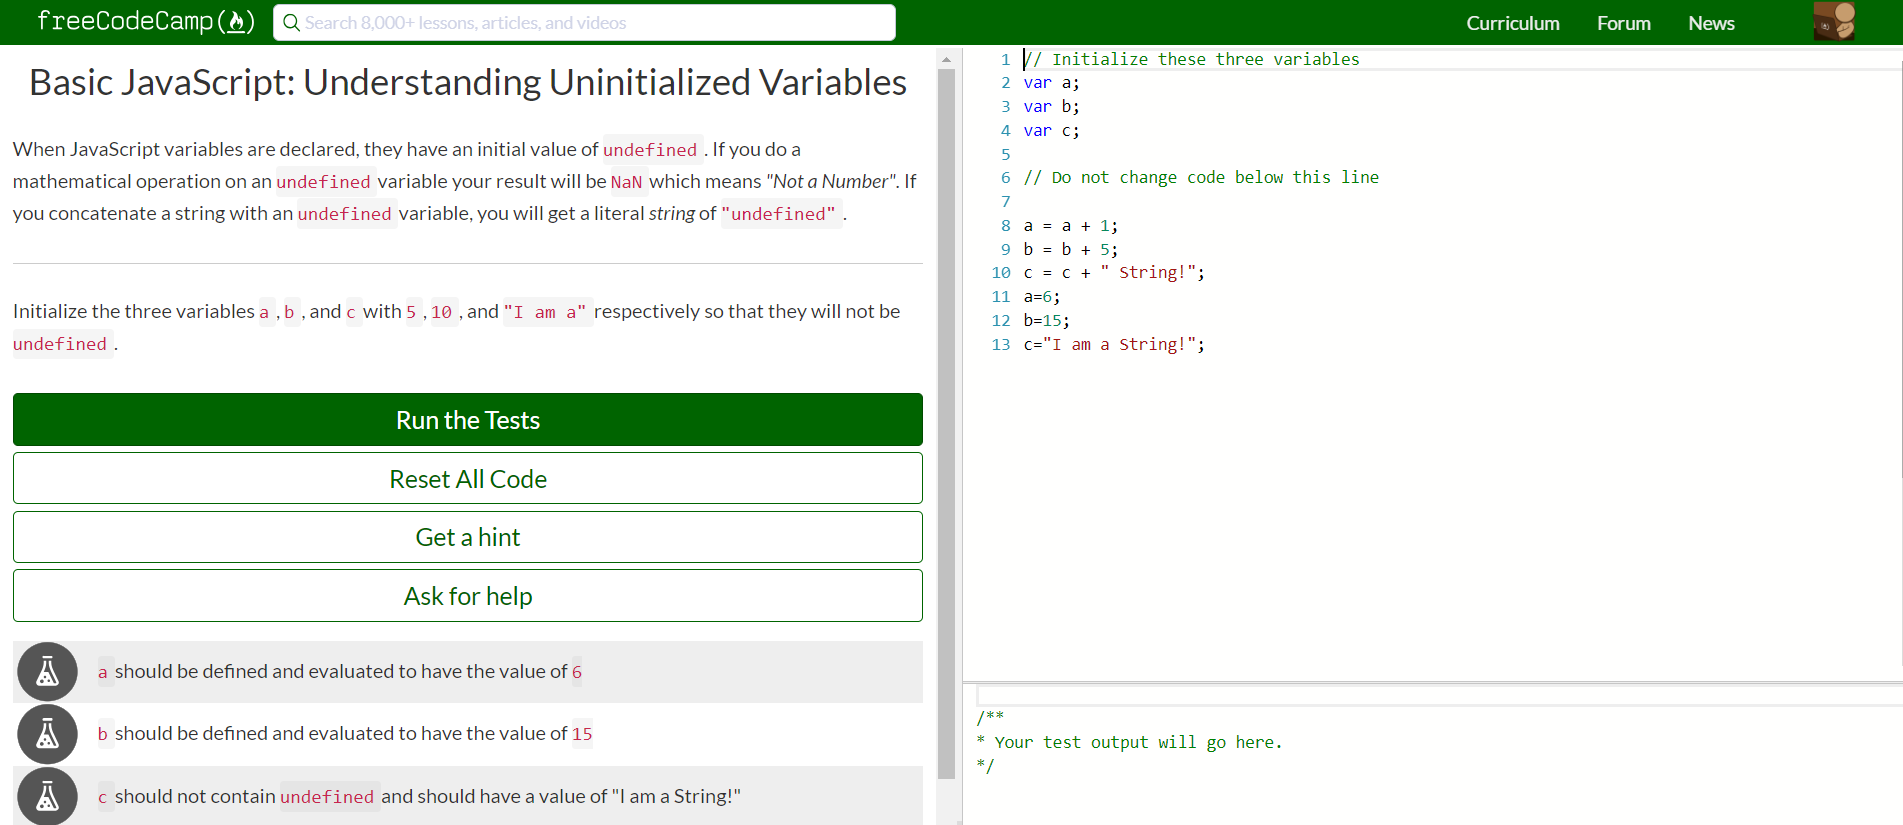 freeCodeCamp(🔥)
Search 8,000+ lessons, articles, and videos
Curriculum
Forum
News
Basic JavaScript: Understanding Uninitialized Variables
When JavaScript variables are declared, they have an initial value of undefined . If you do a
mathematical operation on an undefined variable your result will be NaN which means "Not a Number". If
you concatenate a string with an undefined variable, you will get a literal string of "undefined" .
Initialize the three variables a , b , and c with 5 , 10 , and "I am a" respectively so that they will not be
undefined .
Run the Tests
Reset All Code
Get a hint
Ask for help
a should be defined and evaluated to have the value of 6
b should be defined and evaluated to have the value of 15
c should not contain undefined and should have a value of "I am a String!"
1 // Initialize these three variables
2 var a;
3 var b;
4 var c;
5
6 // Do not change code below this line
7
8 a = a + 1;
9 b = b + 5;
10 c = c + " String!";
11 a=6;
12 b=15;
13 c="I am a String!";
/**
* Your test output will go here.
*/